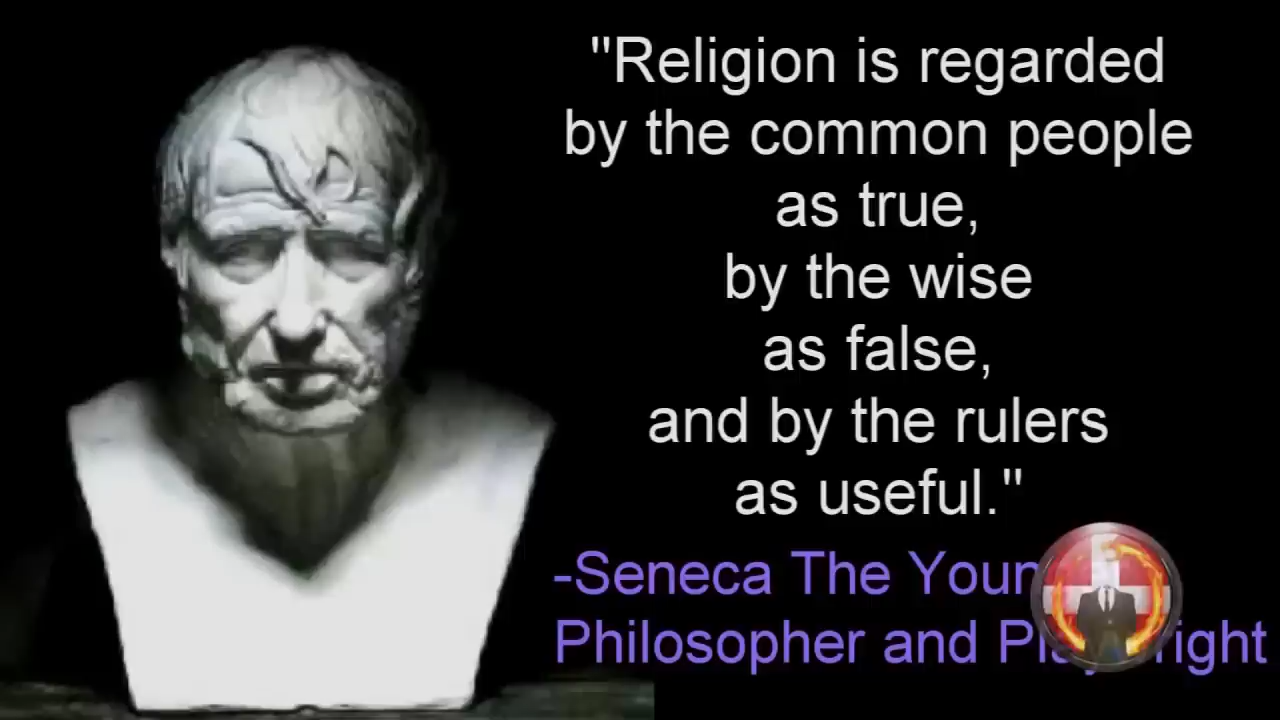 "Religion is regarded
by the common people
as true,
by the wise
as false,
and by the rulers
as useful."
-Seneca The
Philosopher and